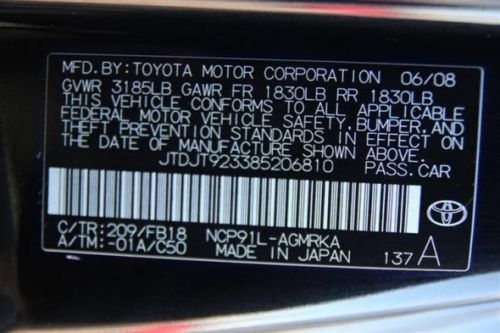 MFD.BY:TOYOTA MOTOR CORPORATION 06/08
GVWR 3185LB GAWR FR 1830LB RR 1830LB
THIS VEHICLE CONFORMS TO ALL APPLICABLE
FEDERAL MOTOR VEHICLE SAFETY,BUMPER,AND
THEFT PREVENTION STANDARDS IN EFFECT ON
THE DATE OF MANUFACTURE SHOWN ABOVE.
JTDJT923385206810 PASS.CAR
C/TR:209/FB18 NCP91L-AGMRKA
A/TM:-01A/C50 MADE IN JAPAN 137 A